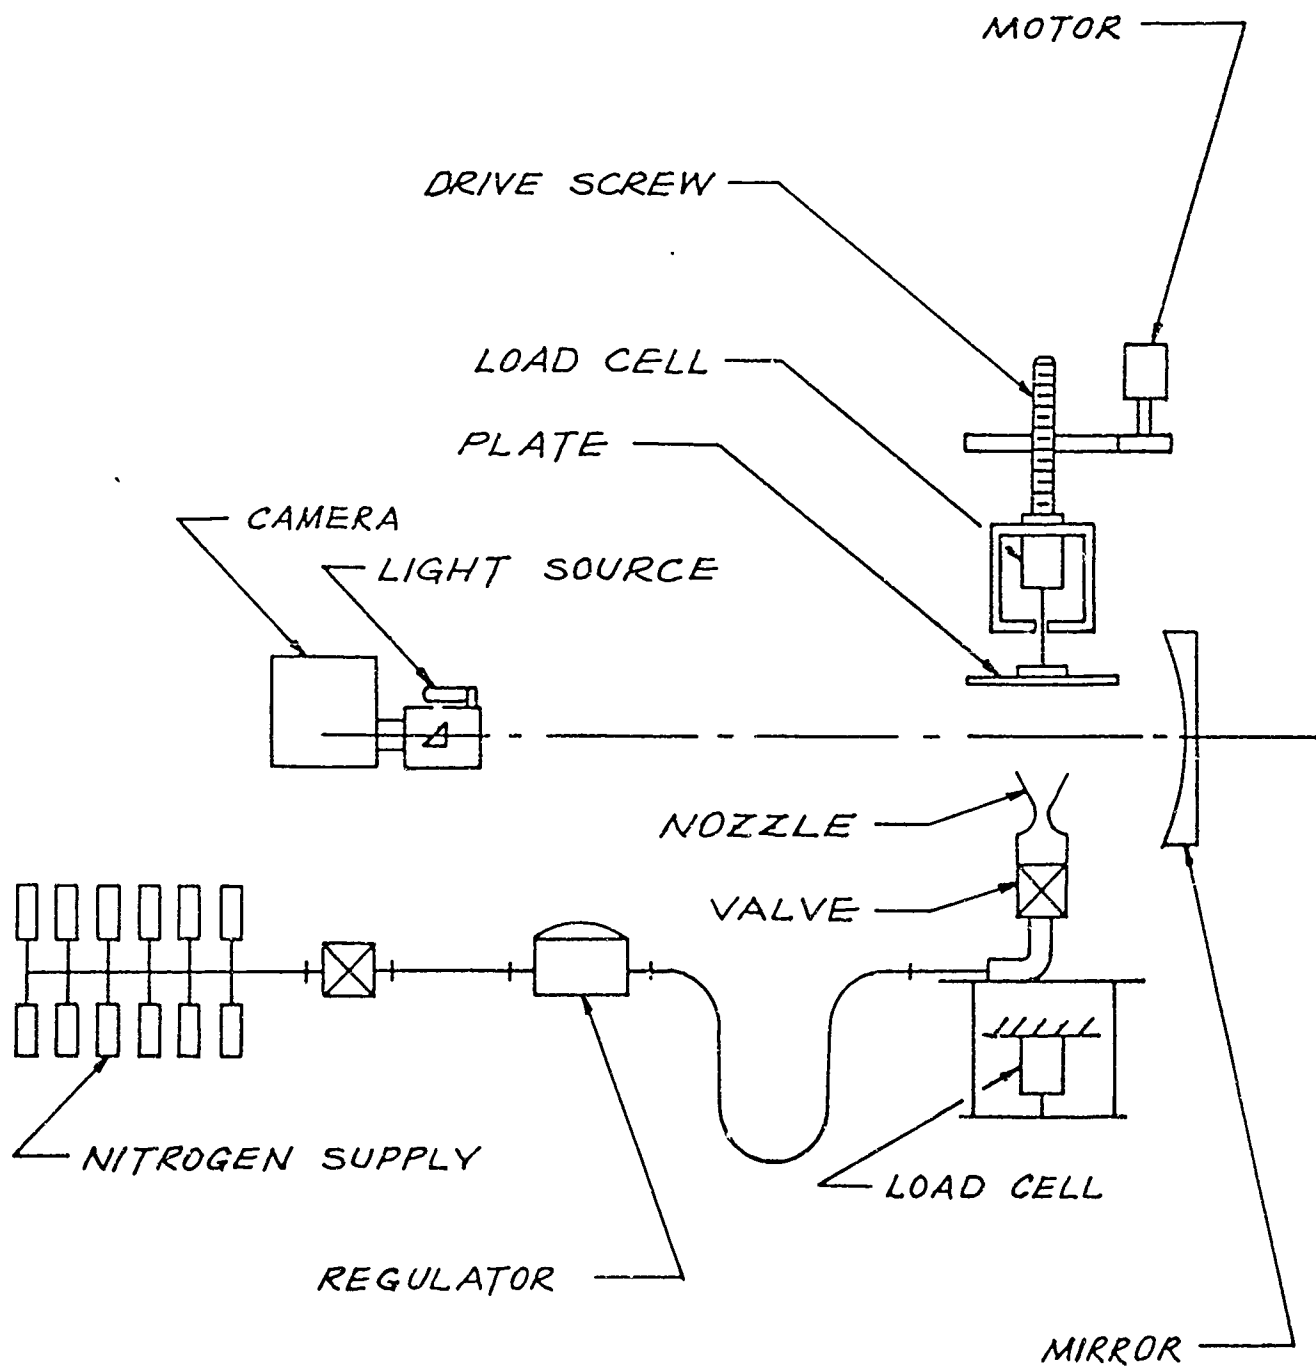 MOTOR
DRIVE SCREW
LOAD CELL
PLATE
CAMERA
LIGHT SOURCE
NOZZLE
VALVE
NITROGEN SUPPLY
LOAD CELL
REGULATOR
MIRROR